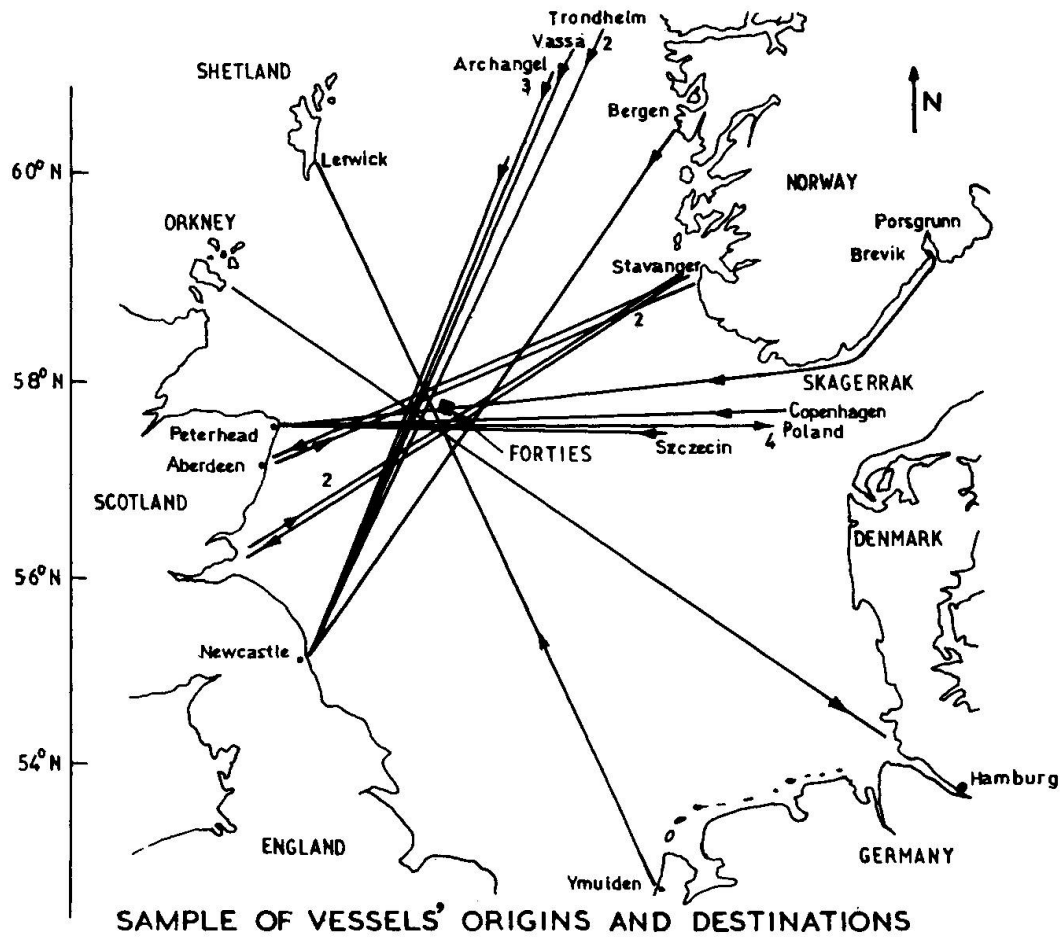 Trondhelm
Vassa
2
SHETLAND
Archangel
3
N
Bergen
60° N
Lerwick
NORWAY
ORKNEY
Porsgrunn
Brevik
Stavanger
2
58° N
SKAGERRAK
Peterhead
Copenhagen
4
Poland
Aberdeen
FORTIES
Szczecin
SCOTLAND
2
DENMARK
56° N
Newcastle
54° N
Hamburg
ENGLAND
GERMANY
Ymuiden
SAMPLE OF VESSELS' ORIGINS AND DESTINATIONS